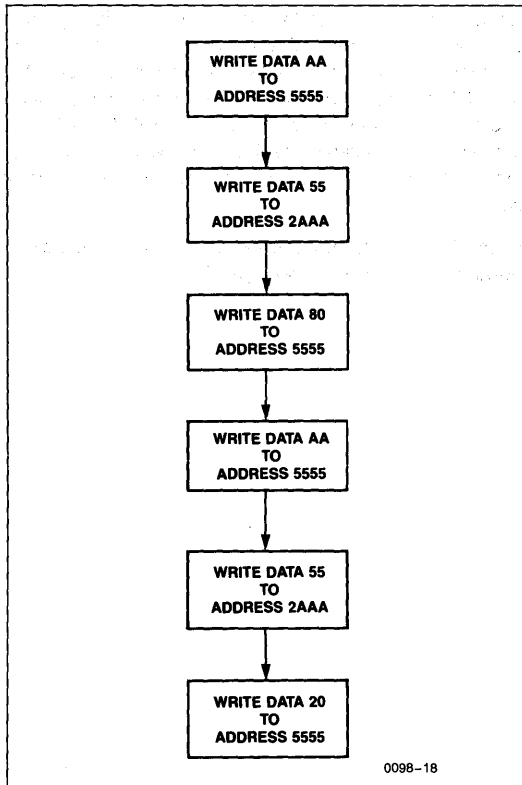 WRITE DATA AA
TO
ADDRESS 5555
WRITE DATA 55
TO
ADDRESS 2AAA
WRITE DATA 80
TO
ADDRESS 5555
WRITE DATA AA
TO
ADDRESS 5555
WRITE DATA 55
TO
ADDRESS 2AAA
WRITE DATA 20
TO
ADDRESS 5555
0098–18